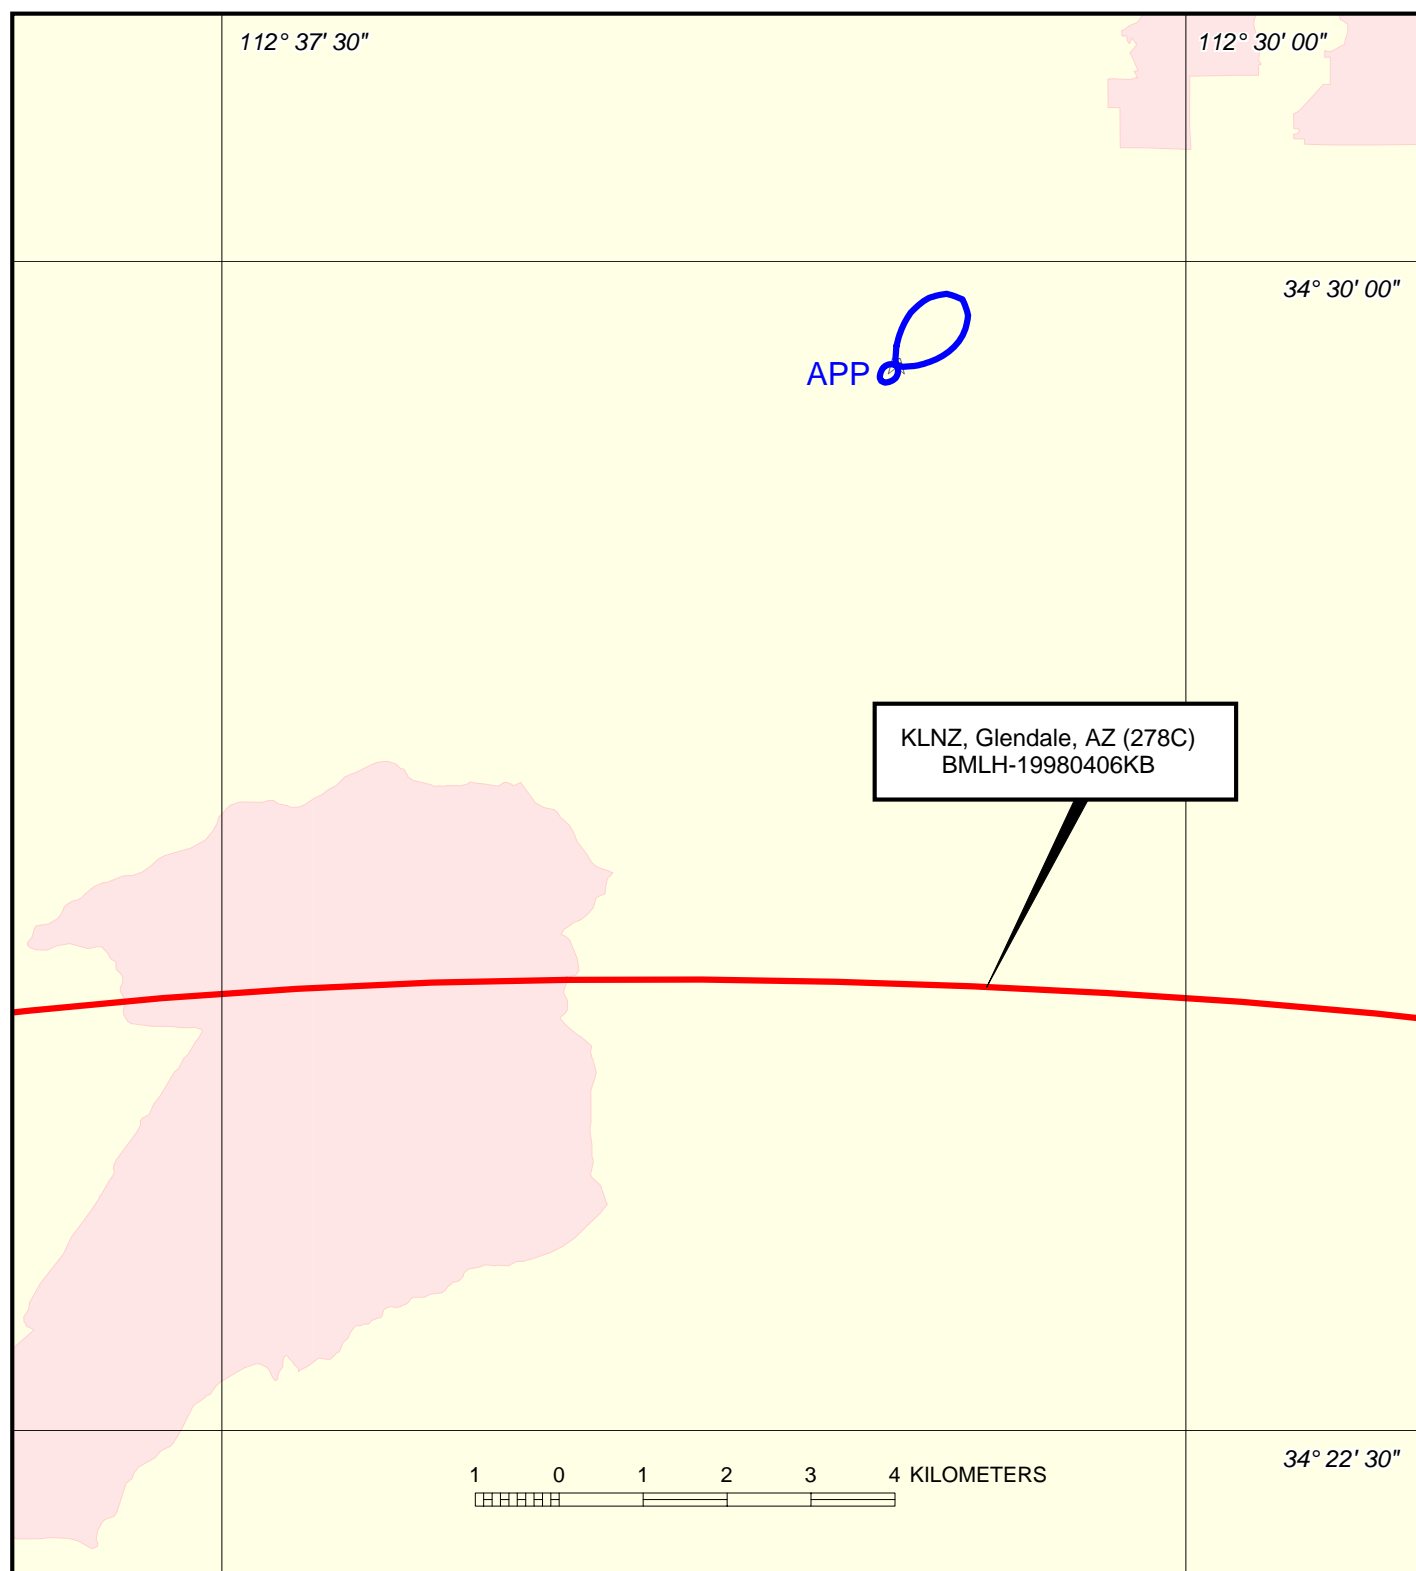 112° 37' 30"
112° 30' 00"
34° 30' 00"
APP
KLNZ, Glendale, AZ (278C)
BMLH-19980406KB
1 0 1 2 3 4 KILOMETERS
34° 22' 30"